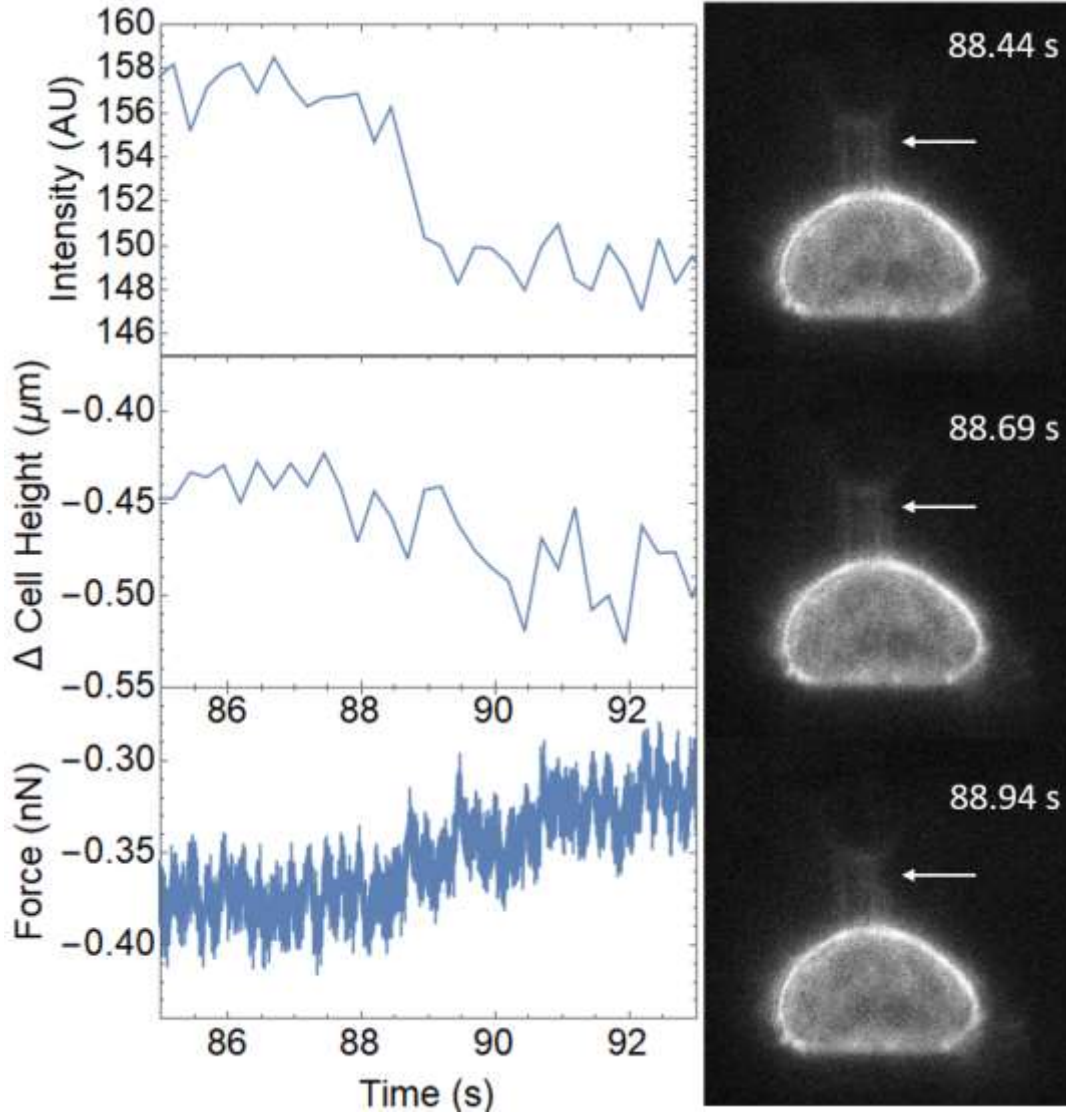 160
158
156
154
152
150
148
146
Intensity (AU)
−0.40
−0.45
−0.50
−0.55
Δ Cell Height (μm)
86 88 90 92
−0.30
−0.35
−0.40
Force (nN)
86 88 90 92
Time (s)
88.44 s
88.69 s
88.94 s